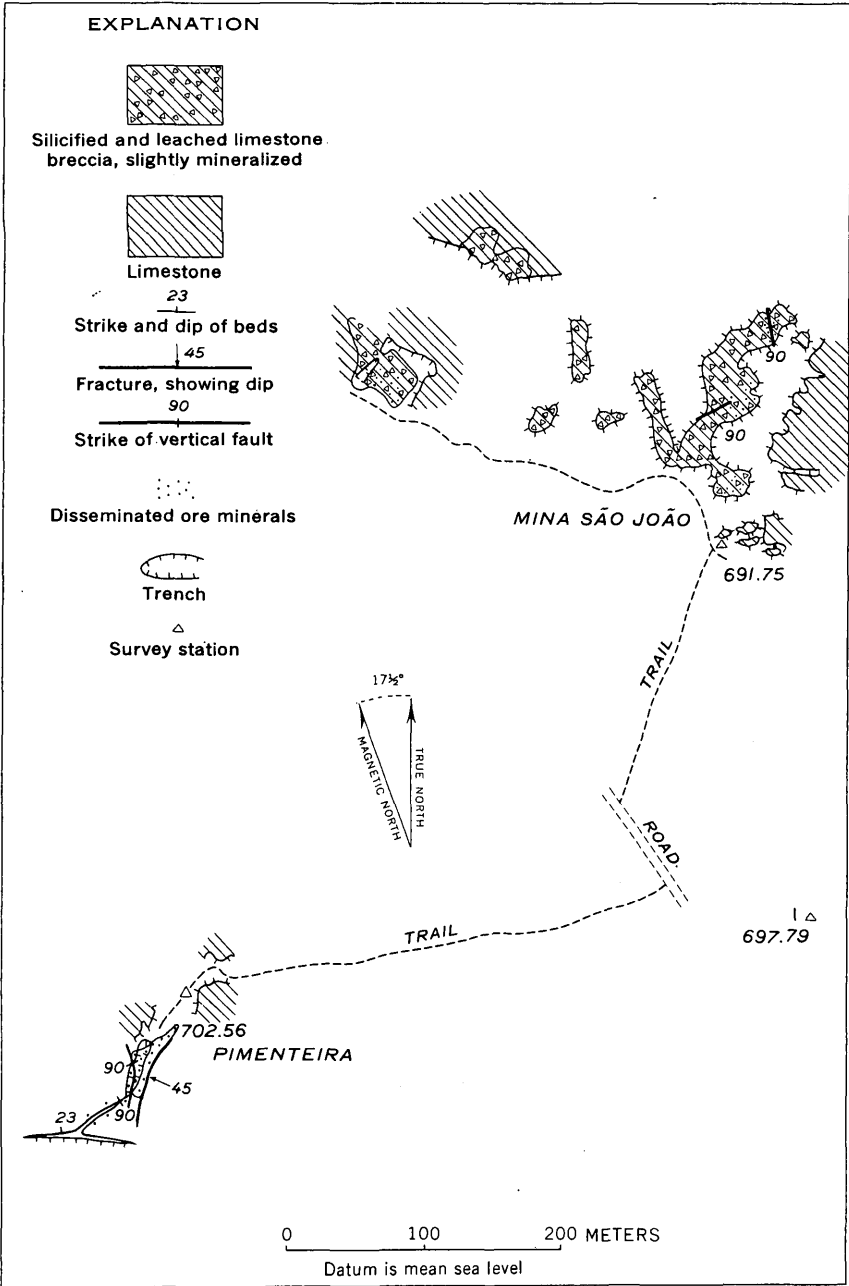 EXPLANATION
Silicified and leached limestone
breccia, slightly mineralized
Limestone
23
Strike and dip of beds
45
Fracture, showing dip
90
Strike of vertical fault
Disseminated ore minerals
Trench
Survey station
90
90
MINA SÃO JOÃO
691.75
TRAIL
17½°
MAGNETIC NORTH
TRUE NORTH
ROAD
1
697.79
TRAIL
702.56
PIMENTEIRA
90
45
90
23
0 100 200 METERS
Datum is mean sea level